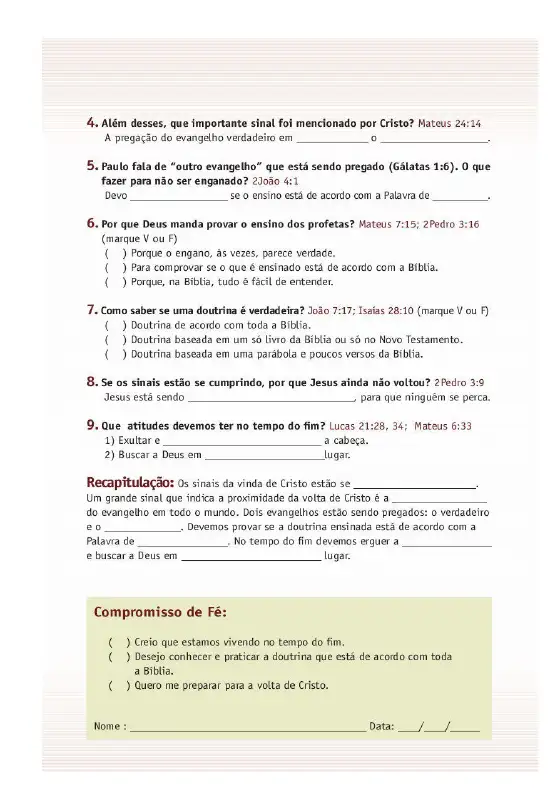 4. Além desses, que importante sinal foi mencionado por Cristo? Mateus 24:14
A pregação do evangelho verdadeiro em ____________ o __________________.
5. Paulo fala de “outro evangelho” que está sendo pregado (Gálatas 1:6). O que
fazer para não ser enganado? 2João 4:1
Devo ________________ se o ensino está de acordo com a Palavra de _________.
6. Por que Deus manda provar o ensino dos profetas? Mateus 7:15; 2Pedro 3:16
(marque V ou F)
( ) Porque o engano, às vezes, parece verdade.
( ) Para comprovar se o que é ensinado está de acordo com a Bíblia.
( ) Porque, na Bíblia, tudo é fácil de entender.
7. Como saber se uma doutrina é verdadeira? João 7:17; Isaías 28:10 (marque V ou F)
( ) Doutrina de acordo com toda a Bíblia.
( ) Doutrina baseada em um só livro da Bíblia ou só no Novo Testamento.
( ) Doutrina baseada em uma parábola e poucos versos da Bíblia.
8. Se os sinais estão se cumprindo, por que Jesus ainda não voltou? 2Pedro 3:9
Jesus está sendo ____________________________, para que ninguém se perca.
9. Que atitudes devemos ter no tempo do fim? Lucas 21:28, 34; Mateus 6:33
1) Exultar e __________________________ a cabeça.
2) Buscar a Deus em ____________________lugar.
Recapitulação: Os sinais da vinda de Cristo estão se ____________________.
Um grande sinal que indica a proximidade da volta de Cristo é a ________________
do evangelho em todo o mundo. Dois evangelhos estão sendo pregados: o verdadeiro
e o _____________. Devemos provar se a doutrina ensinada está de acordo com a
Palavra de _______________. No tempo do fim devemos erguer a _______________
e buscar a Deus em _______________________ lugar.
Compromisso de Fé:
( ) Creio que estamos vivendo no tempo do fim.
( ) Desejo conhecer e praticar a doutrina que está de acordo com toda
a Bíblia.
( ) Quero me preparar para a volta de Cristo.
Nome : ________________________________________ Data: ____/____/_____